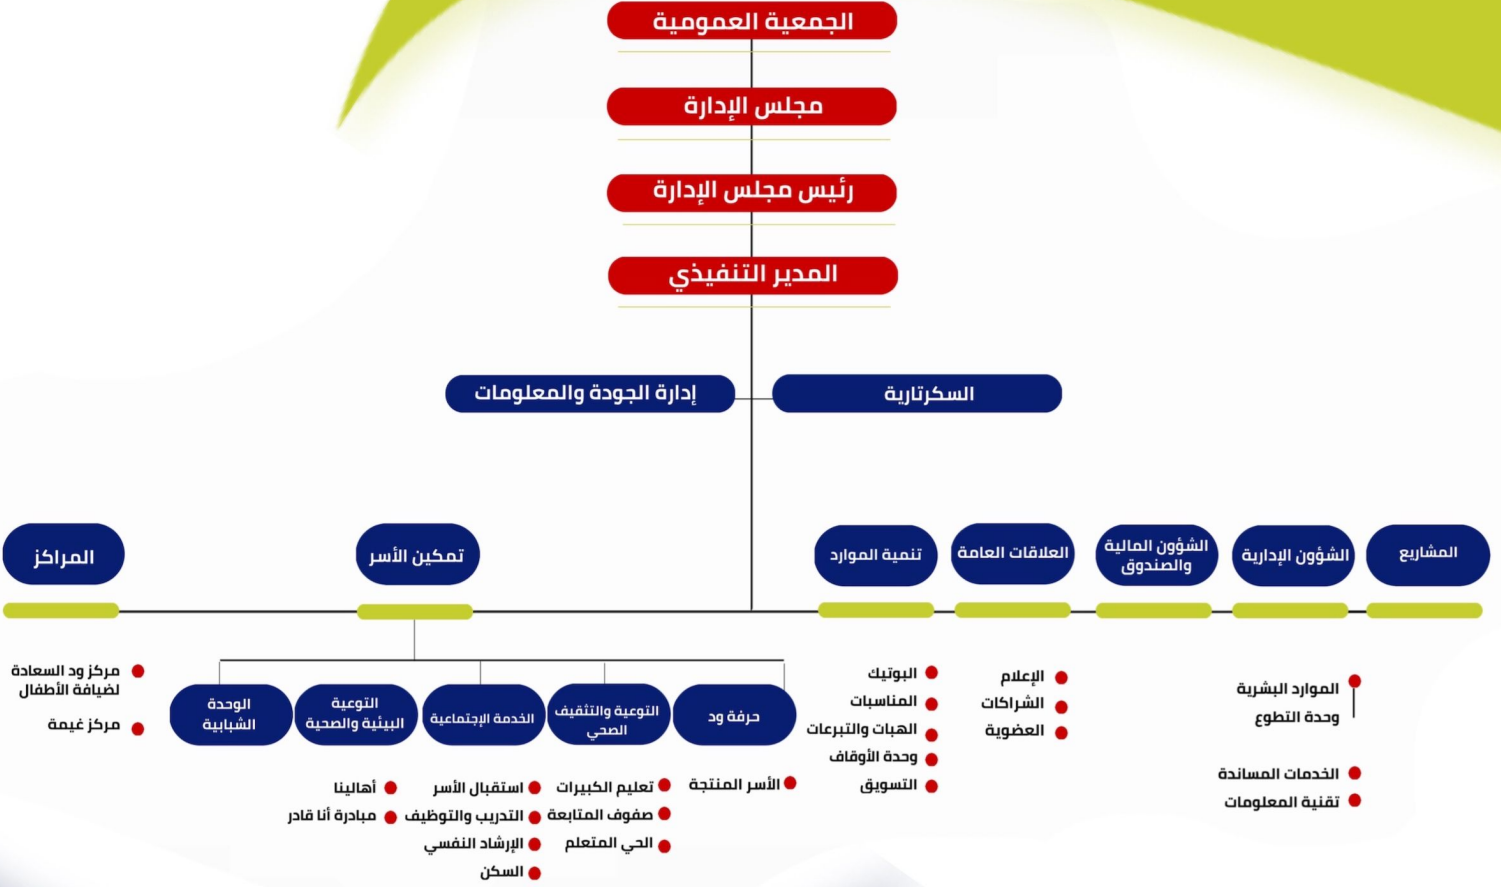 الجمعية العمومية
مجلس الإدارة
رئيس مجلس الإدارة
المدير التنفيذي
السكرتارية
إدارة الجودة والمعلومات
المشاريع
الشؤون الإدارية
الشؤون المالية
والصندوق
العلاقات العامة
تنمية الموارد
تمكين الأسر
المراكز
الموارد البشرية
وحدة التطوع
الخدمات المساندة
تقنية المعلومات
الإعلام
الشراكات
العضوية
البوتيك
المناسبات
الهبات والتبرعات
وحدة الأوقاف
التسويق
حرفة ود
الأسر المنتجة
التوعية والتثقيف
الصحي
تعليم الكبيرات
صفوف المتابعة
الحي المتعلم
الخدمة الإجتماعية
استقبال الأسر
التدريب والتوظيف
الإرشاد النفسي
السكن
التوعية
البيئية والصحية
أهالينا
مبادرة أنا قادر
الوحدة
الشبابية
مركز ود السعادة
لضيافة الأطفال
مركز غيمة